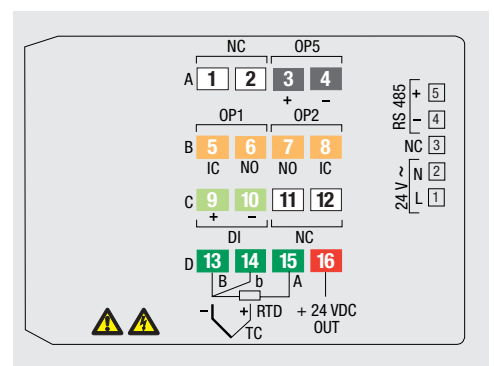 NC OP5
A 1 2 3 4
+ −
OP1 OP2
B 5 6 7 8
IC NO NO IC
C 9 10 11 12
+ −
DI NC
D 13 14 15 16
B b A
− + RTD + 24 VDC
TC OUT
RS 485 + 5
− 4
NC 3
24 V ~ N 2
L 1